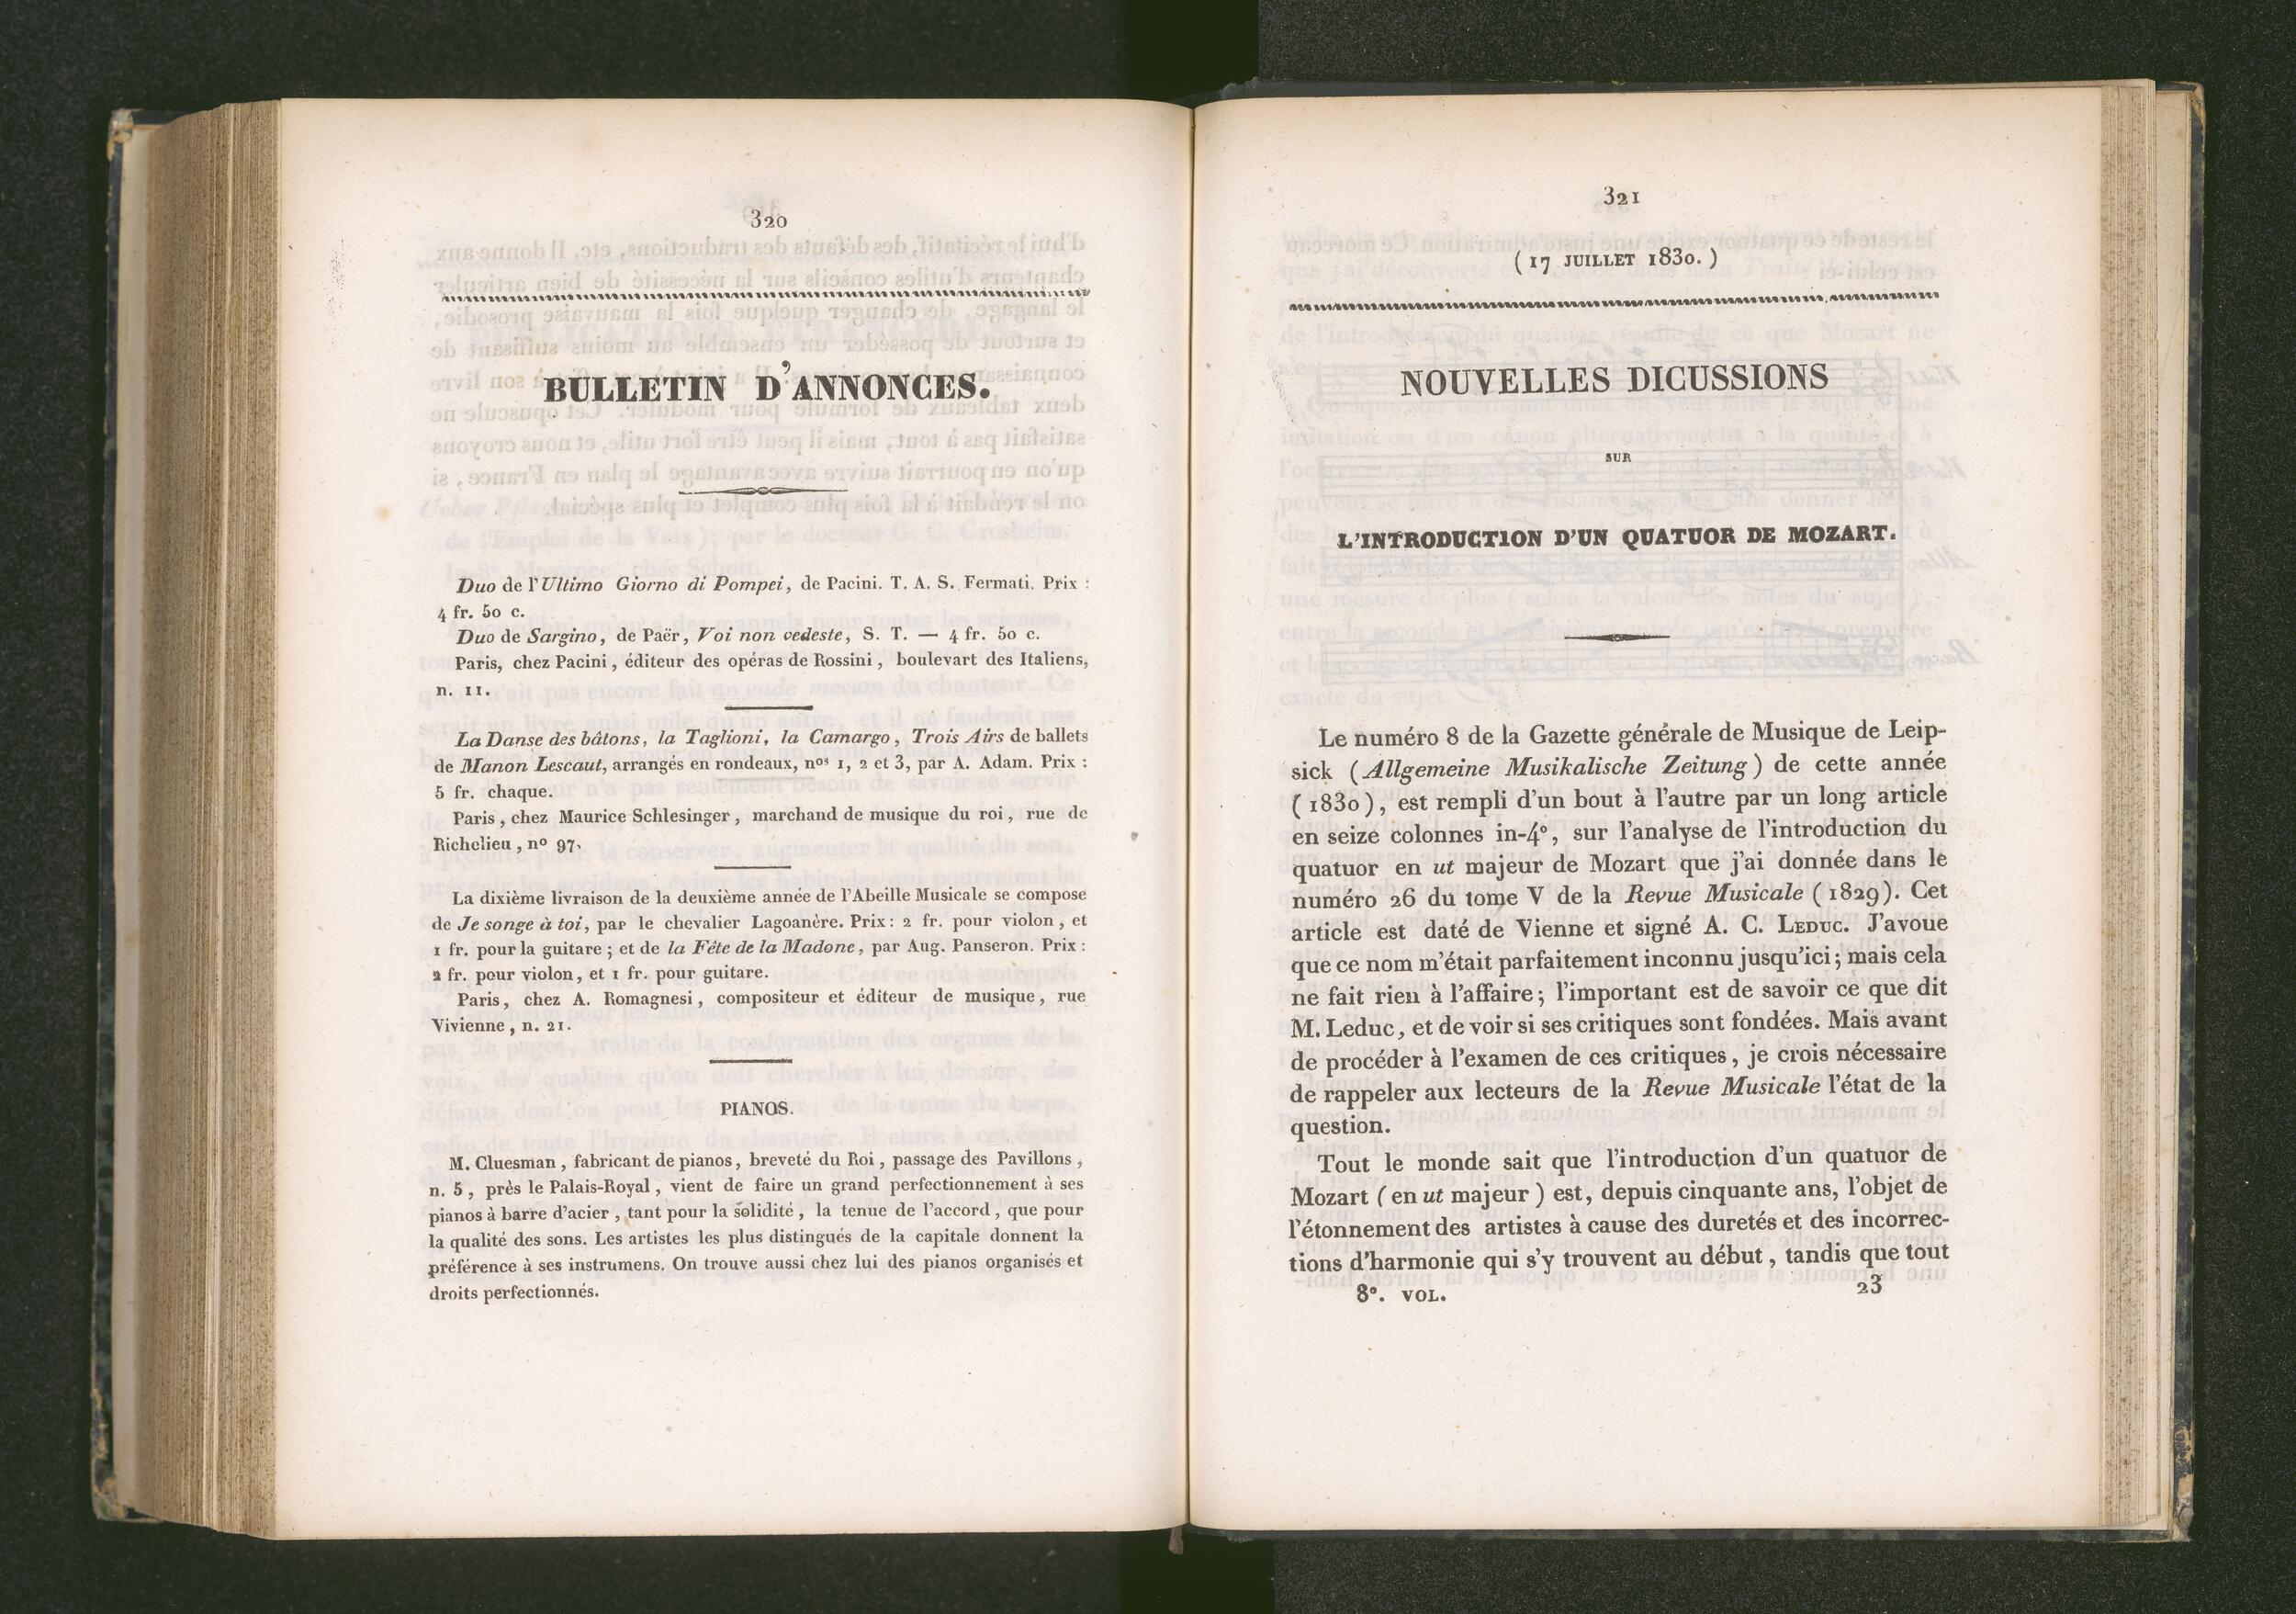 320
BULLETIN D'ANNONCES.
Duo de l'Ultimo Giorno di Pompei, de Pacini. T. A. S. Fermati. Prix :
4 fr. 50 c.
Duo de Sargino, de Paër, Voi non vedeste, S. T. — 4 fr. 50 c.
Paris, chez Pacini, éditeur des opéras de Rossini, boulevart des Italiens,
n. 11.
La Danse des bâtons, la Taglioni, la Camargo, Trois Airs de ballets
de Manon Lescaut, arrangés en rondeaux, nos 1, 2 et 3, par A. Adam. Prix :
5 fr. chaque.
Paris, chez Maurice Schlesinger, marchand de musique du roi, rue de
Richelieu, no 97.
La dixième livraison de la deuxième année de l'Abeille Musicale se compose
de Je songe à toi, par le chevalier Lagoanère. Prix : 2 fr. pour violon, et
1 fr. pour la guitare ; et de la Fête de la Madone, par Aug. Panseron. Prix :
2 fr. pour violon, et 1 fr. pour guitare.
Paris, chez A. Romagnesi, compositeur et éditeur de musique, rue
Vivienne, n. 21.
PIANOS.
M. Cluesman, fabricant de pianos, breveté du Roi, passage des Pavillons,
n. 5, près le Palais-Royal, vient de faire un grand perfectionnement à ses
pianos à barre d'acier, tant pour la solidité, la tenue de l'accord, que pour
la qualité des sons. Les artistes les plus distingués de la capitale donnent la
préférence à ses instrumens. On trouve aussi chez lui des pianos organisés et
droits perfectionnés.
321
(17 JUILLET 1830.)
NOUVELLES DICUSSIONS
SUR
L'INTRODUCTION D'UN QUATUOR DE MOZART.
Le numéro 8 de la Gazette générale de Musique de Leip-
sick (Allgemeine Musikalische Zeitung) de cette année
(1830), est rempli d'un bout à l'autre par un long article
en seize colonnes in-4°, sur l'analyse de l'introduction du
quatuor en ut majeur de Mozart que j'ai donnée dans le
numéro 26 du tome V de la Revue Musicale (1829). Cet
article est daté de Vienne et signé A. C. LEDUC. J'avoue
que ce nom m'était parfaitement inconnu jusqu'ici ; mais cela
ne fait rien à l'affaire ; l'important est de savoir ce que dit
M. Leduc, et de voir si ses critiques sont fondées. Mais avant
de procéder à l'examen de ces critiques, je crois nécessaire
de rappeler aux lecteurs de la Revue Musicale l'état de la
question.
Tout le monde sait que l'introduction d'un quatuor de
Mozart (en ut majeur) est, depuis cinquante ans, l'objet de
l'étonnement des artistes à cause des duretés et des incorrec-
tions d'harmonie qui s'y trouvent au début, tandis que tout
8e. VOL. 23